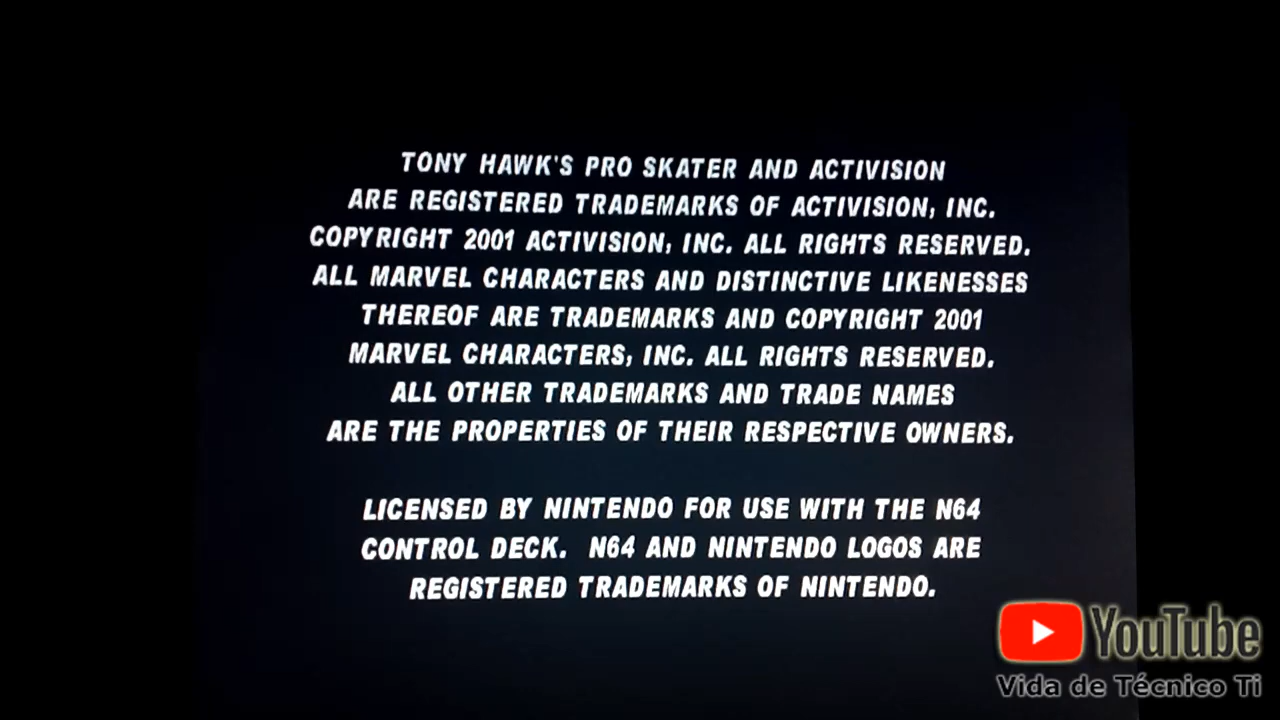 TONY HAWK'S PRO SKATER AND ACTIVISION
ARE REGISTERED TRADEMARKS OF ACTIVISION, INC.
COPYRIGHT 2001 ACTIVISION, INC. ALL RIGHTS RESERVED.
ALL MARVEL CHARACTERS AND DISTINCTIVE LIKENESSES
THEREOF ARE TRADEMARKS AND COPYRIGHT 2001
MARVEL CHARACTERS, INC. ALL RIGHTS RESERVED.
ALL OTHER TRADEMARKS AND TRADE NAMES
ARE THE PROPERTIES OF THEIR RESPECTIVE OWNERS.
LICENSED BY NINTENDO FOR USE WITH THE N64
CONTROL DECK. N64 AND NINTENDO LOGOS ARE
REGISTERED TRADEMARKS OF NINTENDO.
YouTube
Vida de Técnico Ti